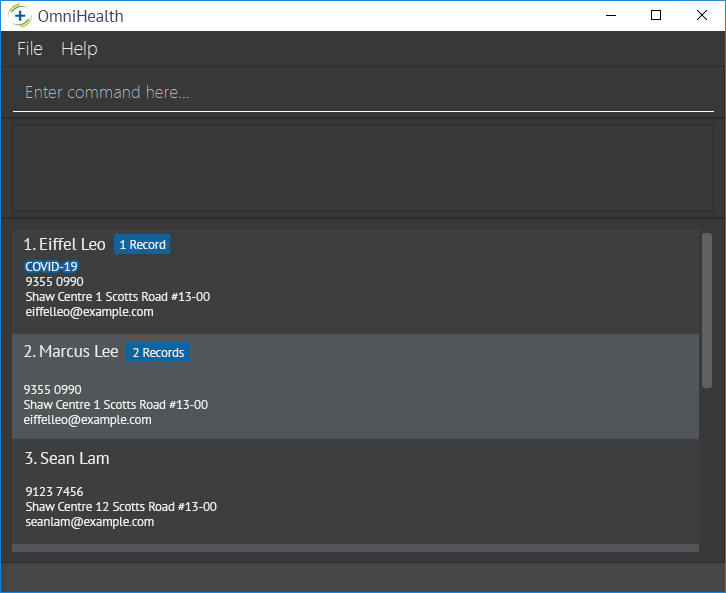 OmniHealth
File Help
Enter command here...
1. Eiffel Leo 1 Record
COVID-19
9355 0990
Shaw Centre 1 Scotts Road #13-00
eiffelleo@example.com
2. Marcus Lee 2 Records
9355 0990
Shaw Centre 1 Scotts Road #13-00
eiffelleo@example.com
3. Sean Lam
9123 7456
Shaw Centre 12 Scotts Road #13-00
seanlam@example.com